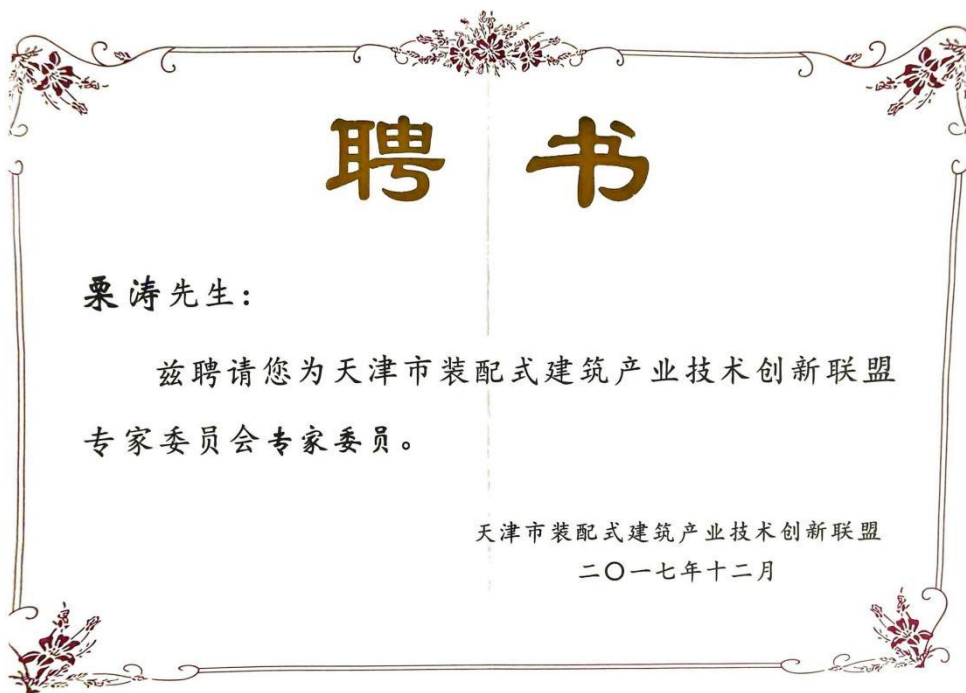 聘 书
栗涛先生：
兹聘请您为天津市装配式建筑产业技术创新联盟
专家委员会专家委员。
天津市装配式建筑产业技术创新联盟
二〇一七年十二月